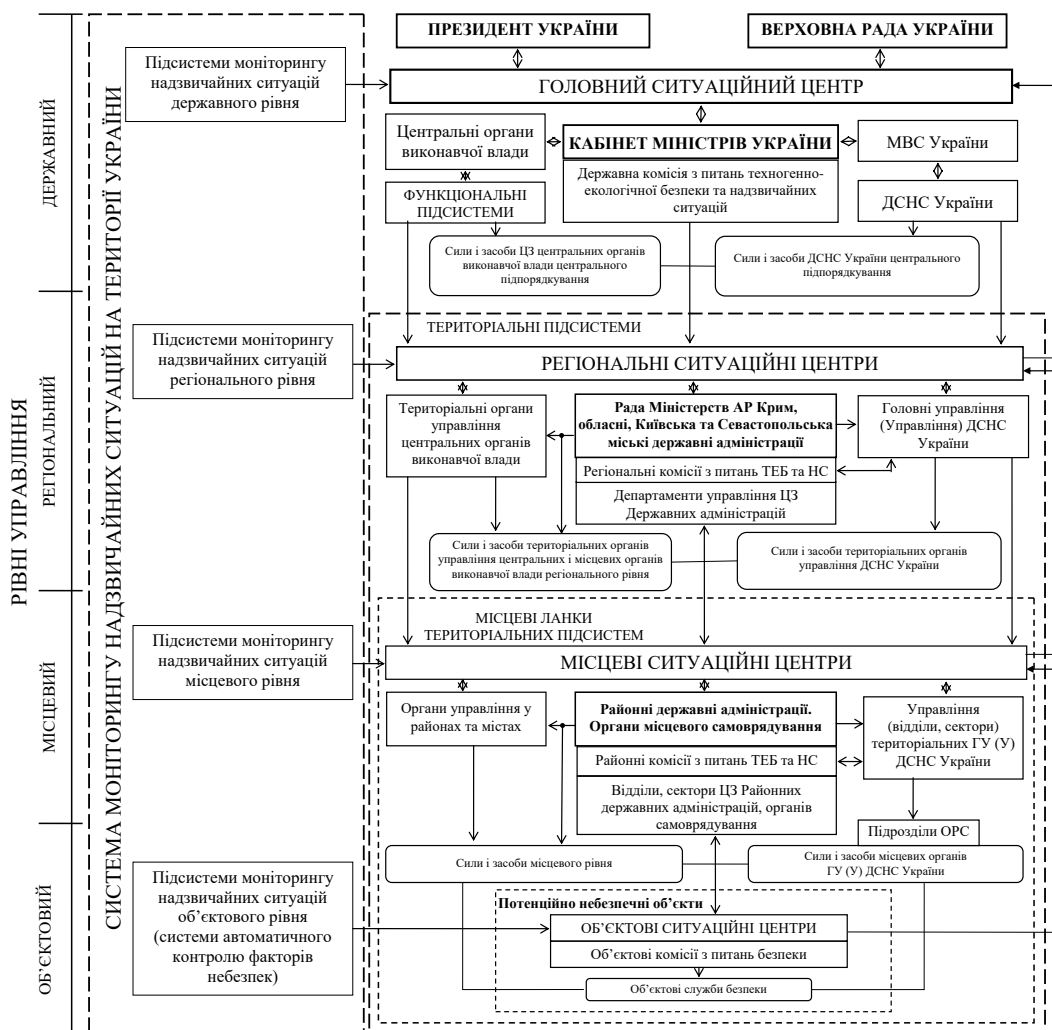 РІВНІ УПРАВЛІННЯ
ДЕРЖАВНИЙ
РЕГІОНАЛЬНИЙ
МІСЦЕВИЙ
ОБ’ЄКТОВИЙ
СИСТЕМА МОНІТОРИНГУ НАДЗВИЧАЙНИХ СИТУАЦІЙ НА ТЕРИТОРІЇ УКРАЇНИ
ПРЕЗИДЕНТ УКРАЇНИ
ВЕРХОВНА РАДА УКРАЇНИ
Підсистеми моніторингу
надзвичайних ситуацій
державного рівня
ГОЛОВНИЙ СИТУАЦІЙНИЙ ЦЕНТР
Центральні органи
виконавчої влади
КАБІНЕТ МІНІСТРІВ УКРАЇНИ
МВС України
Державна комісія з питань техногенно-
екологічної безпеки та надзвичайних
ситуацій
ФУНКЦІОНАЛЬНІ
ПІДСИСТЕМИ
ДСНС України
Сили і засоби ЦЗ центральних органів
виконавчої влади центрального
підпорядкування
Сили і засоби ДСНС України центрального
підпорядкування
ТЕРИТОРІАЛЬНІ ПІДСИСТЕМИ
Підсистеми моніторингу
надзвичайних ситуацій
регіонального рівня
РЕГІОНАЛЬНІ СИТУАЦІЙНІ ЦЕНТРИ
Територіальні органи
управління
центральних органів
виконавчої влади
Рада Міністерств АР Крим,
обласні, Київська та Севастопольська
міські державні адміністрації
Головні управління
(Управління) ДСНС
України
Регіональні комісії з питань ТЕБ та НС
Департаменти управління ЦЗ
Державних адміністрацій
Сили і засоби територіальних органів
управління центральних і місцевих органів
виконавчої влади регіонального рівня
Сили і засоби територіальних органів
управління ДСНС України
МІСЦЕВІ ЛАНКИ
ТЕРИТОРІАЛЬНИХ ПІДСИСТЕМ
Підсистеми моніторингу
надзвичайних ситуацій
місцевого рівня
МІСЦЕВІ СИТУАЦІЙНІ ЦЕНТРИ
Органи управління у
районах та містах
Районні державні адміністрації.
Органи місцевого самоврядування
Управління
(відділи, сектори)
територіальних ГУ (У)
ДСНС України
Районні комісії з питань ТЕБ та НС
Відділи, сектори ЦЗ Районних
державних адміністрацій, органів
самоврядування
Підрозділи ОРС
Сили і засоби місцевого рівня
Сили і засоби місцевих органів
ГУ (У) ДСНС України
Підсистеми моніторингу
надзвичайних ситуацій
об’єктового рівня
(системи автоматичного
контролю факторів
небезпек)
Потенційно небезпечні об’єкти
ОБ’ЄКТОВІ СИТУАЦІЙНІ ЦЕНТРИ
Об’єктові комісії з питань безпеки
Об’єктові служби безпеки